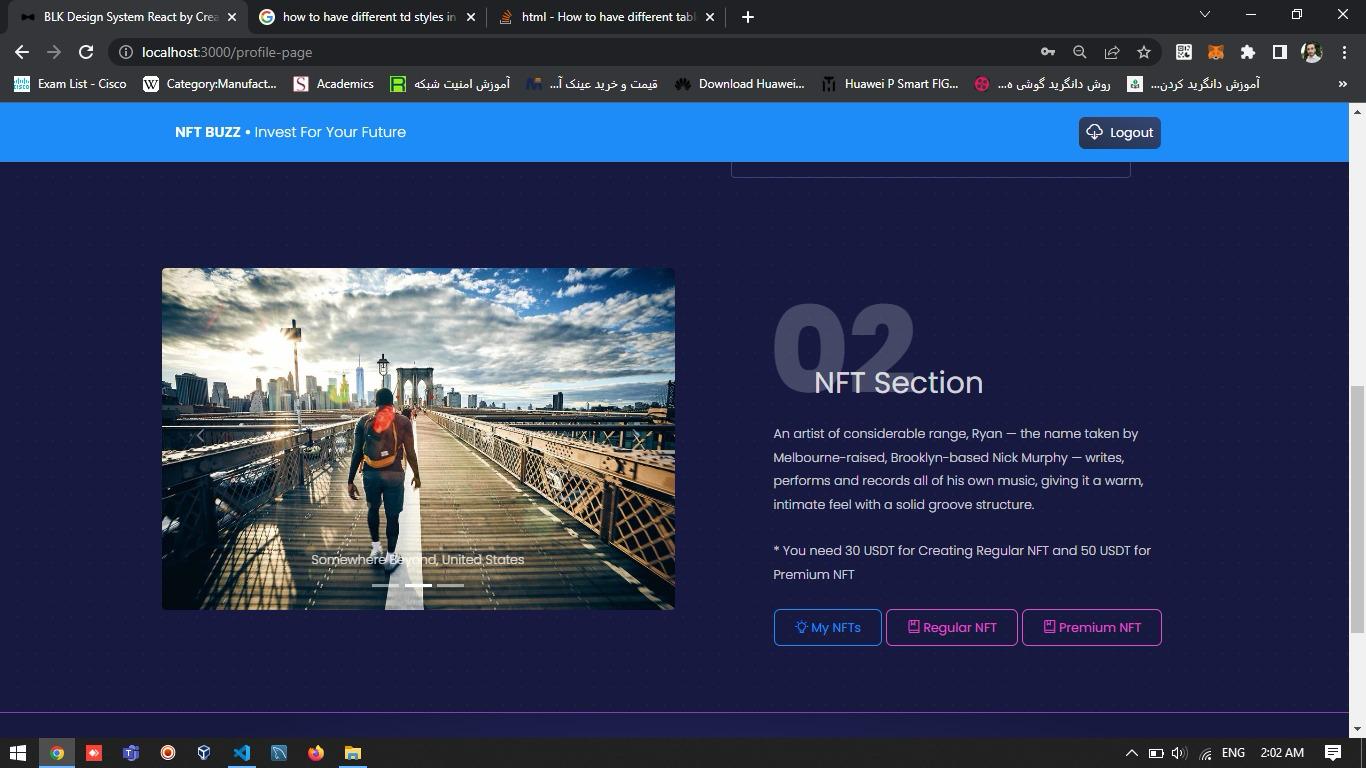 BLK Design System React by Crea
how to have different td styles in
html - How to have different tabl
localhost:3000/profile-page
Exam List - Cisco
Category:Manufact...
Academics
آموزش امنیت شبکه
قیمت و خرید عینک آ...
Download Huawei...
Huawei P Smart FIG...
روش دانگرید گوشی ه...
آموزش دانگرید کردن...
»
NFT BUZZ • Invest For Your Future
Logout
Somewhere Beyond, United States
02
NFT Section
An artist of considerable range, Ryan — the name taken by
Melbourne-raised, Brooklyn-based Nick Murphy — writes,
performs and records all of his own music, giving it a warm,
intimate feel with a solid groove structure.
* You need 30 USDT for Creating Regular NFT and 50 USDT for
Premium NFT
My NFTs
Regular NFT
Premium NFT
ENG
2:02 AM